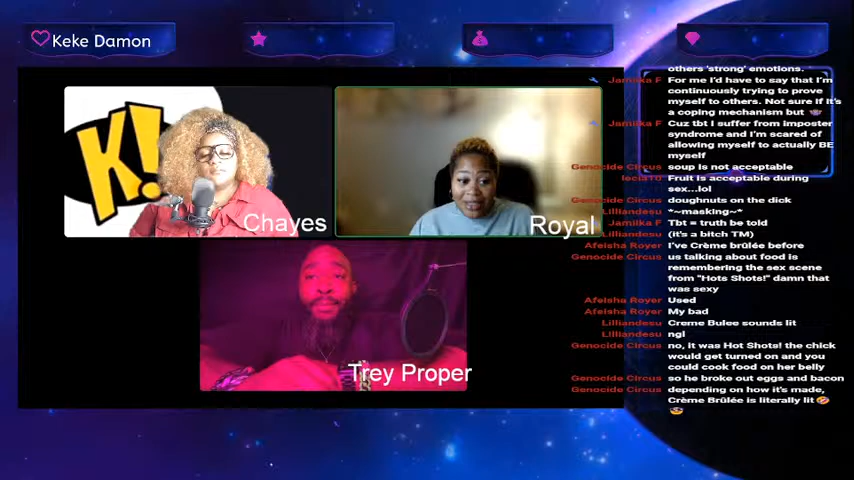 Keke Damon
K!
Chayes
Royal
Trey Proper
others 'strong' emotions.
Jamiika F For me I'd have to say that I'm
continuously trying to prove
myself to others. Not sure if it's
a coping mechanism but
Jamiika F Cuz tbt I suffer from imposter
syndrome and I'm scared of
allowing myself to actually BE
myself
Genocide Circus soup is not acceptable
Fruit is acceptable during
sex...lol
Genocide Circus doughnuts on the dick
Lilliandesu *~masking~*
Jamiika F Tbt = truth be told
Lilliandesu (it's a bitch TM)
Afeisha Royer I've Crème brûlée before
Genocide Circus us talking about food is
remembering the sex scene
from "Hots Shots!" damn that
was sexy
Afeisha Royer Used
Afeisha Royer My bad
Lilliandesu Creme Bulee sounds lit
Lilliandesu ngl
Genocide Circus no, it was Hot Shots! the chick
would get turned on and you
could cook food on her belly
Genocide Circus so he broke out eggs and bacon
Genocide Circus depending on how it's made,
Crème Brûlée is literally lit 🤣